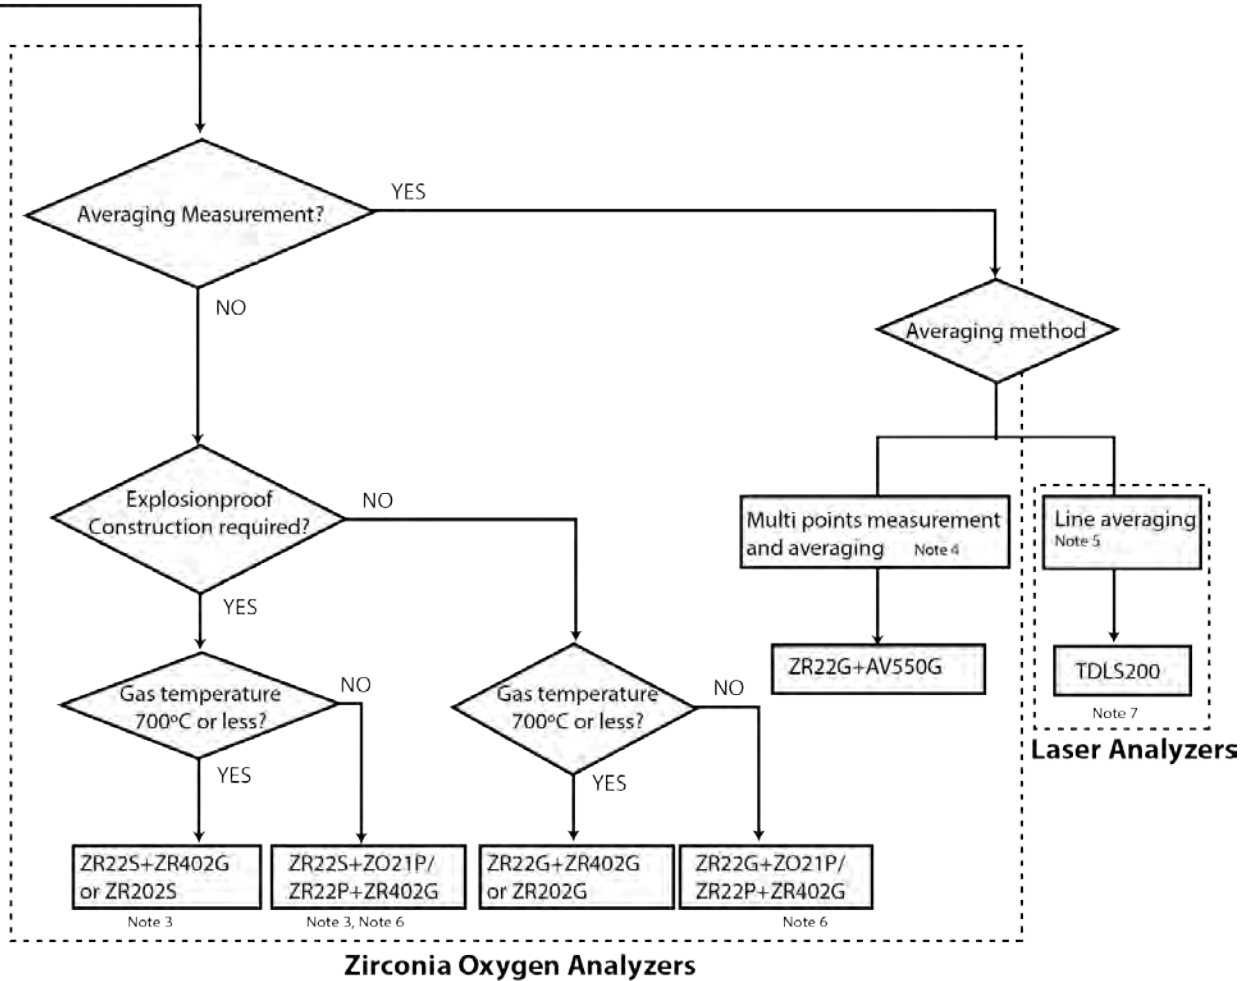 Averaging Measurement?
YES
NO
Averaging method
Explosionproof
Construction required?
NO
YES
Multi points measurement
and averaging Note 4
Line averaging
Note 5
ZR22G+AV550G
TDLS200
Note 7
Laser Analyzers
Gas temperature
700ºC or less?
NO
YES
Gas temperature
700ºC or less?
NO
YES
ZR22S+ZR402G
or ZR202S
Note 3
ZR22S+ZO21P/
ZR22P+ZR402G
Note 3, Note 6
ZR22G+ZR402G
or ZR202G
ZR22G+ZO21P/
ZR22P+ZR402G
Note 6
Zirconia Oxygen Analyzers